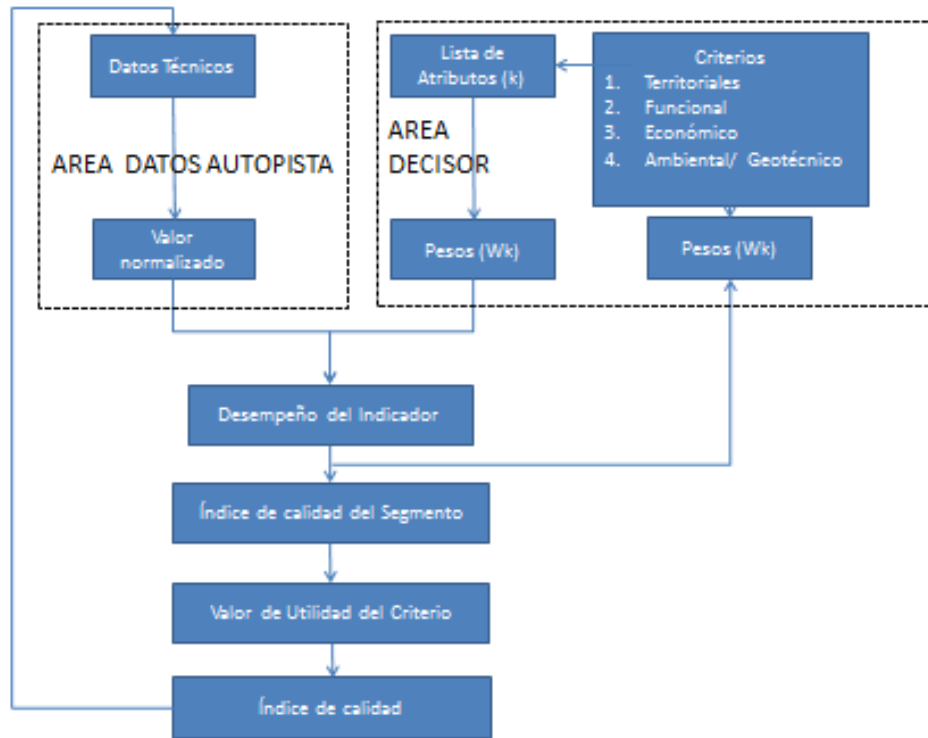 Datos Técnicos
AREA DATOS AUTOPISTA
Valor
normalizado
Lista de
Atributos (k)
AREA
DECISOR
Pesos (Wk)
Criterios
1. Territoriales
2. Funcional
3. Económico
4. Ambiental/ Geotécnico
Pesos (Wk)
Desempeño del Indicador
Índice de calidad del Segmento
Valor de Utilidad del Criterio
Índice de calidad